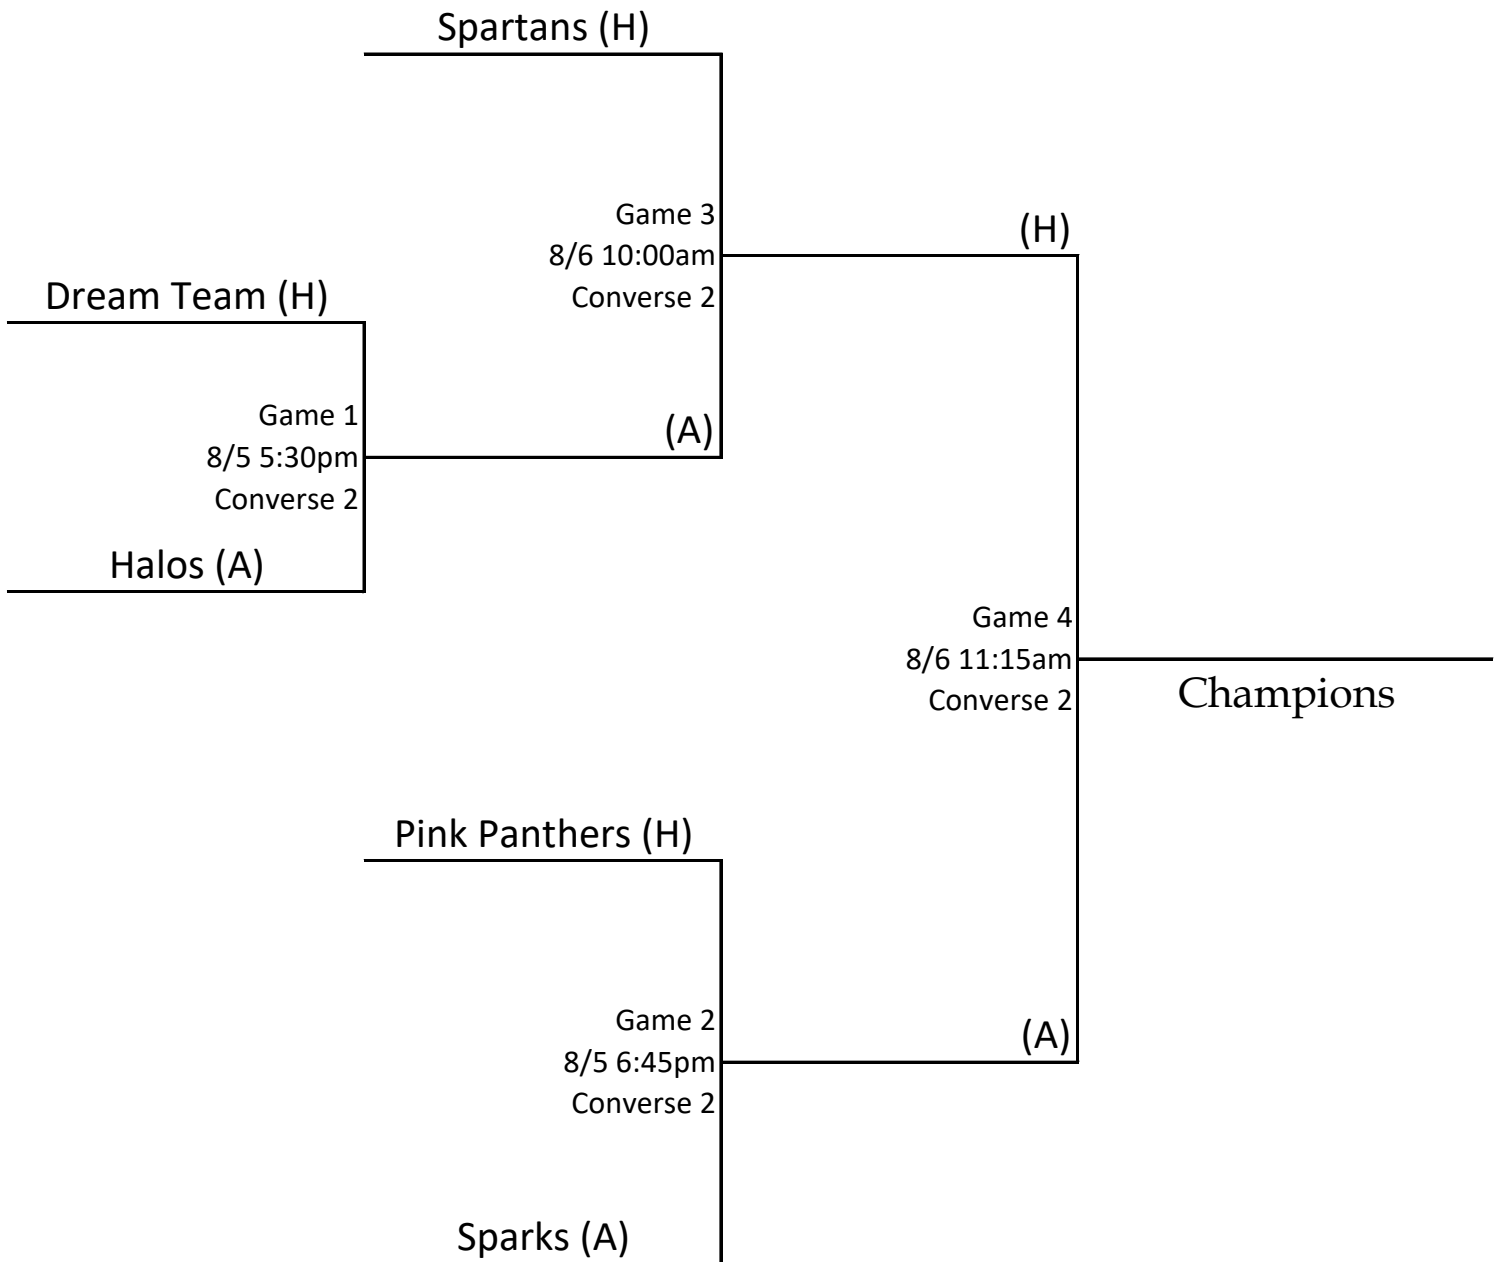 Spartans (H)
Game 3
8/6 10:00am
Converse 2
(H)
Dream Team (H)
Game 1
8/5 5:30pm
Converse 2
(A)
Halos (A)
Game 4
8/6 11:15am
Converse 2
Champions
Pink Panthers (H)
Game 2
8/5 6:45pm
Converse 2
(A)
Sparks (A)